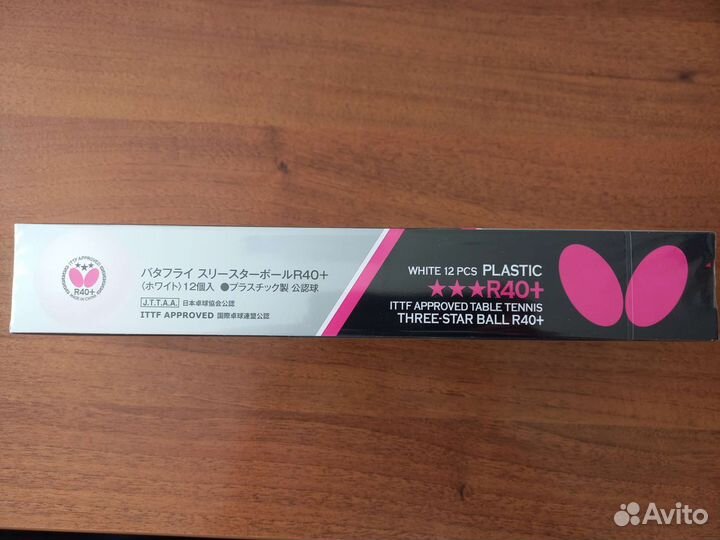 ITTF APPROVED
R40+
MADE IN CHINA
バタフライ スリースターボールR40+
〈ホワイト〉12個入 ●プラスチック製 公認球
J.T.T.A.A. 日本卓球協会公認
ITTF APPROVED 国際卓球連盟公認
WHITE 12 PCS PLASTIC
★★★R40+
ITTF APPROVED TABLE TENNIS
THREE-STAR BALL R40+
Avito